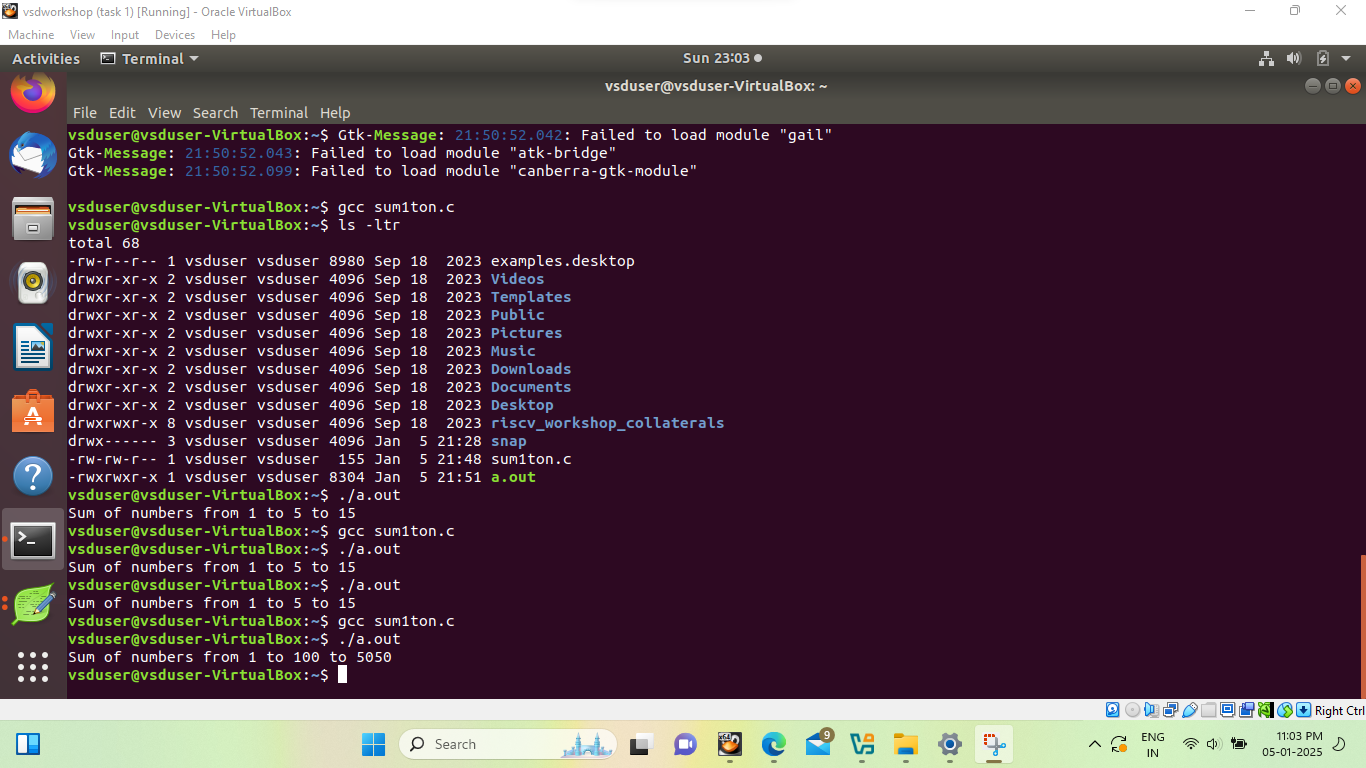 vsdworkshop (task 1) [Running] - Oracle VirtualBox
Machine View Input Devices Help
Activities Terminal Sun 23:03
vsduser@vsduser-VirtualBox: ~
File Edit View Search Terminal Help
vsduser@vsduser-VirtualBox:~$ Gtk-Message: 21:50:52.042: Failed to load module "gail"
Gtk-Message: 21:50:52.043: Failed to load module "atk-bridge"
Gtk-Message: 21:50:52.099: Failed to load module "canberra-gtk-module"
vsduser@vsduser-VirtualBox:~$ gcc sum1ton.c
vsduser@vsduser-VirtualBox:~$ ls -ltr
total 68
-rw-r--r-- 1 vsduser vsduser 8980 Sep 18  2023 examples.desktop
drwxr-xr-x 2 vsduser vsduser 4096 Sep 18  2023 Videos
drwxr-xr-x 2 vsduser vsduser 4096 Sep 18  2023 Templates
drwxr-xr-x 2 vsduser vsduser 4096 Sep 18  2023 Public
drwxr-xr-x 2 vsduser vsduser 4096 Sep 18  2023 Pictures
drwxr-xr-x 2 vsduser vsduser 4096 Sep 18  2023 Music
drwxr-xr-x 2 vsduser vsduser 4096 Sep 18  2023 Downloads
drwxr-xr-x 2 vsduser vsduser 4096 Sep 18  2023 Documents
drwxr-xr-x 2 vsduser vsduser 4096 Sep 18  2023 Desktop
drwxrwxr-x 8 vsduser vsduser 4096 Sep 18  2023 riscv_workshop_collaterals
drwx------ 3 vsduser vsduser 4096 Jan  5 21:28 snap
-rw-rw-r-- 1 vsduser vsduser  155 Jan  5 21:48 sum1ton.c
-rwxrwxr-x 1 vsduser vsduser 8304 Jan  5 21:51 a.out
vsduser@vsduser-VirtualBox:~$ ./a.out
Sum of numbers from 1 to 5 to 15
vsduser@vsduser-VirtualBox:~$ gcc sum1ton.c
vsduser@vsduser-VirtualBox:~$ ./a.out
Sum of numbers from 1 to 5 to 15
vsduser@vsduser-VirtualBox:~$ ./a.out
Sum of numbers from 1 to 5 to 15
vsduser@vsduser-VirtualBox:~$ gcc sum1ton.c
vsduser@vsduser-VirtualBox:~$ ./a.out
Sum of numbers from 1 to 100 to 5050
vsduser@vsduser-VirtualBox:~$
Right Ctrl
Search
9
ENG
IN
11:03 PM
05-01-2025